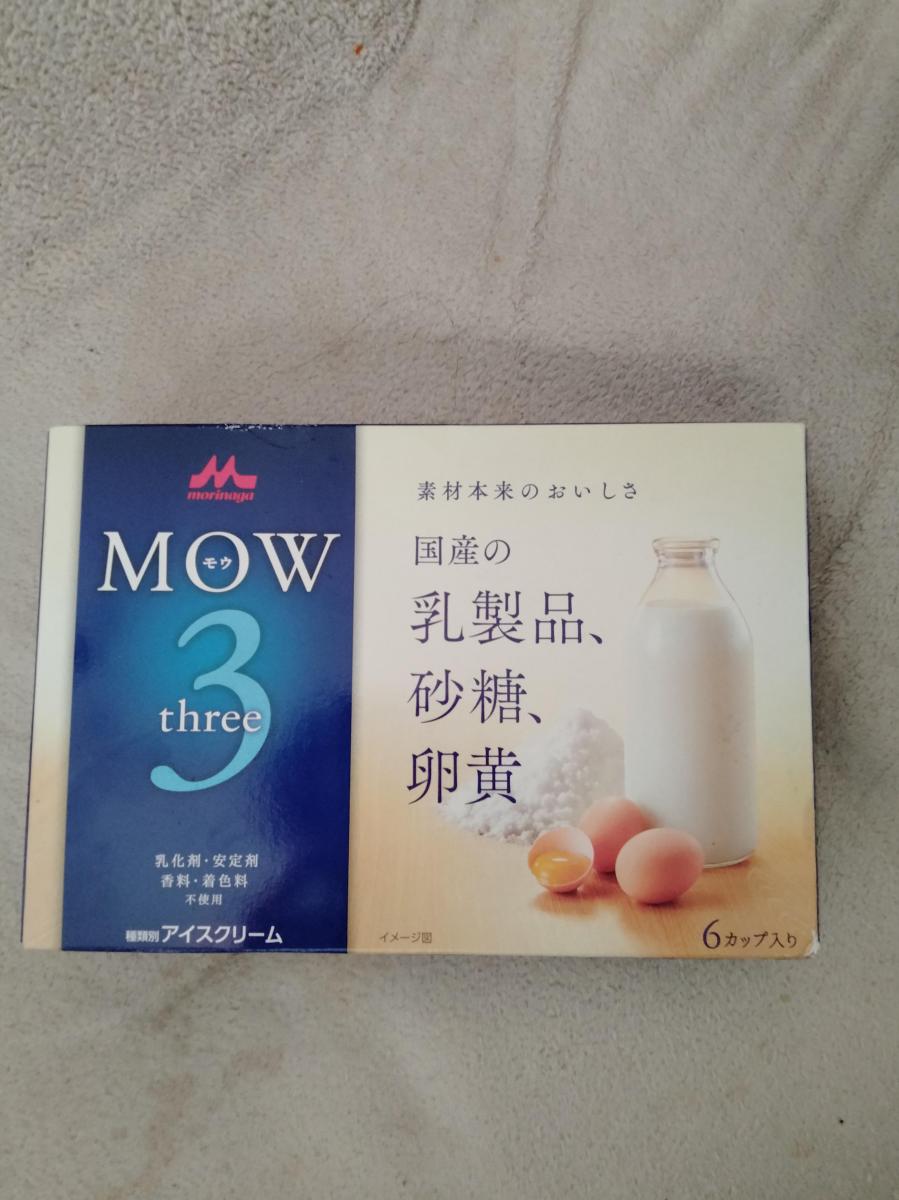 morinaga
MOW
モウ
3
three
乳化剤・安定剤
香料・着色料
不使用
種類別 アイスクリーム
素材本来のおいしさ
国産の
乳製品、
砂糖、
卵黄
イメージ図
6カップ入り